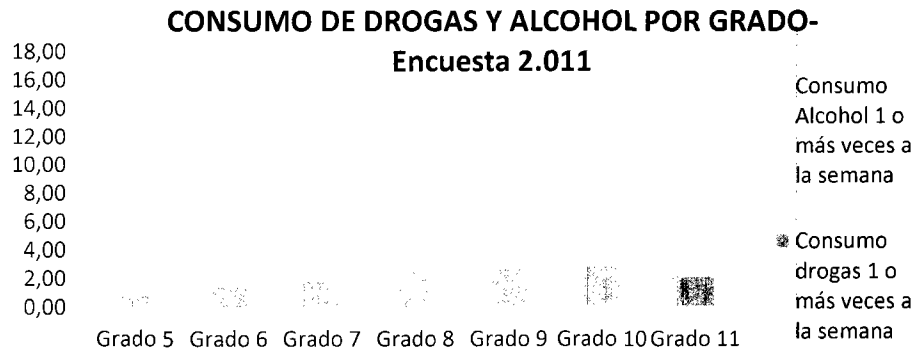 CONSUMO DE DROGAS Y ALCOHOL POR GRADO-
Encuesta 2.011
18,00
16,00
14,00
12,00
10,00
8,00
6,00
4,00
2,00
0,00
Grado 5 Grado 6 Grado 7 Grado 8 Grado 9 Grado 10 Grado 11
Consumo
Alcohol 1 o
más veces a
la semana
Consumo
drogas 1 o
más veces a
la semana